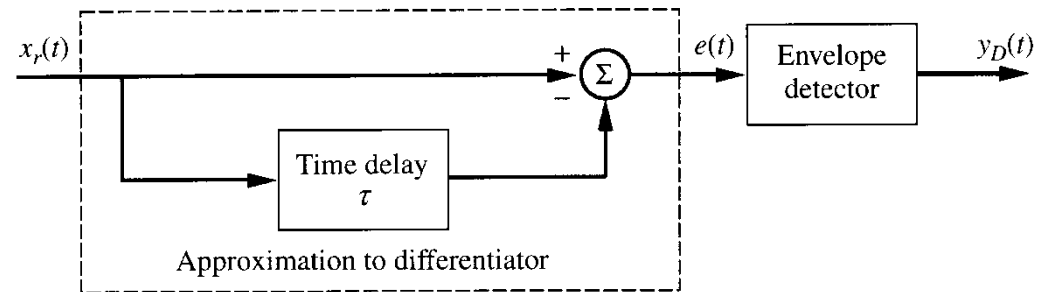 x_r(t)
+
Σ
−
e(t)
Envelope
detector
y_D(t)
Time delay
τ
Approximation to differentiator